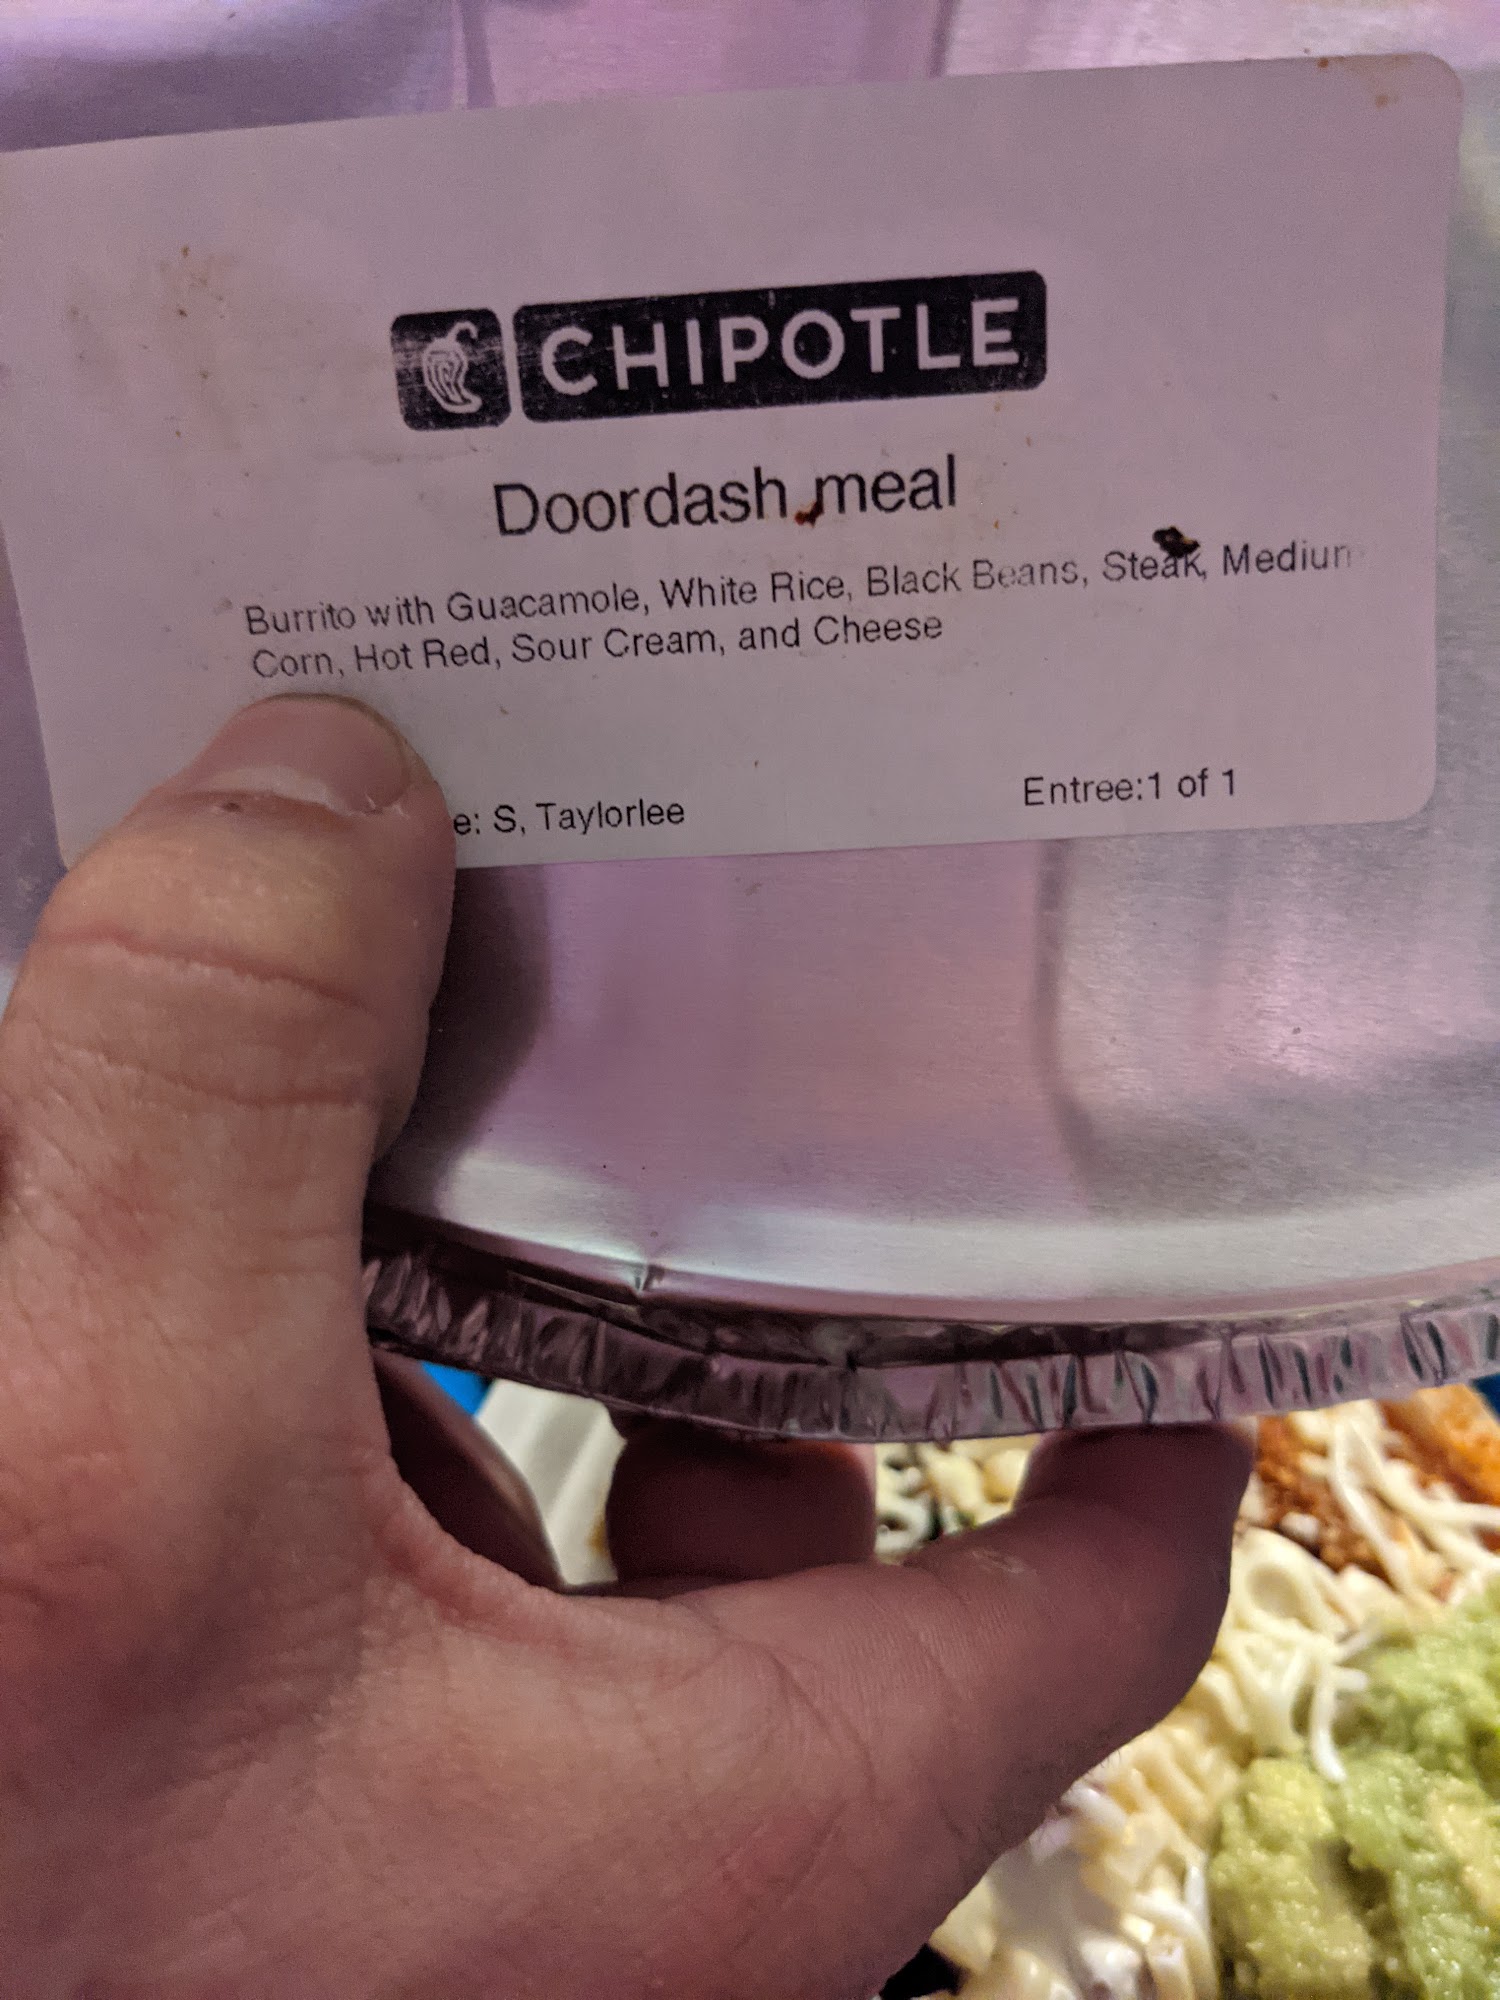 CHIPOTLE
Doordash meal
Burrito with Guacamole, White Rice, Black Beans, Steak, Mediun
Corn, Hot Red, Sour Cream, and Cheese
e: S, Taylorlee
Entree:1 of 1